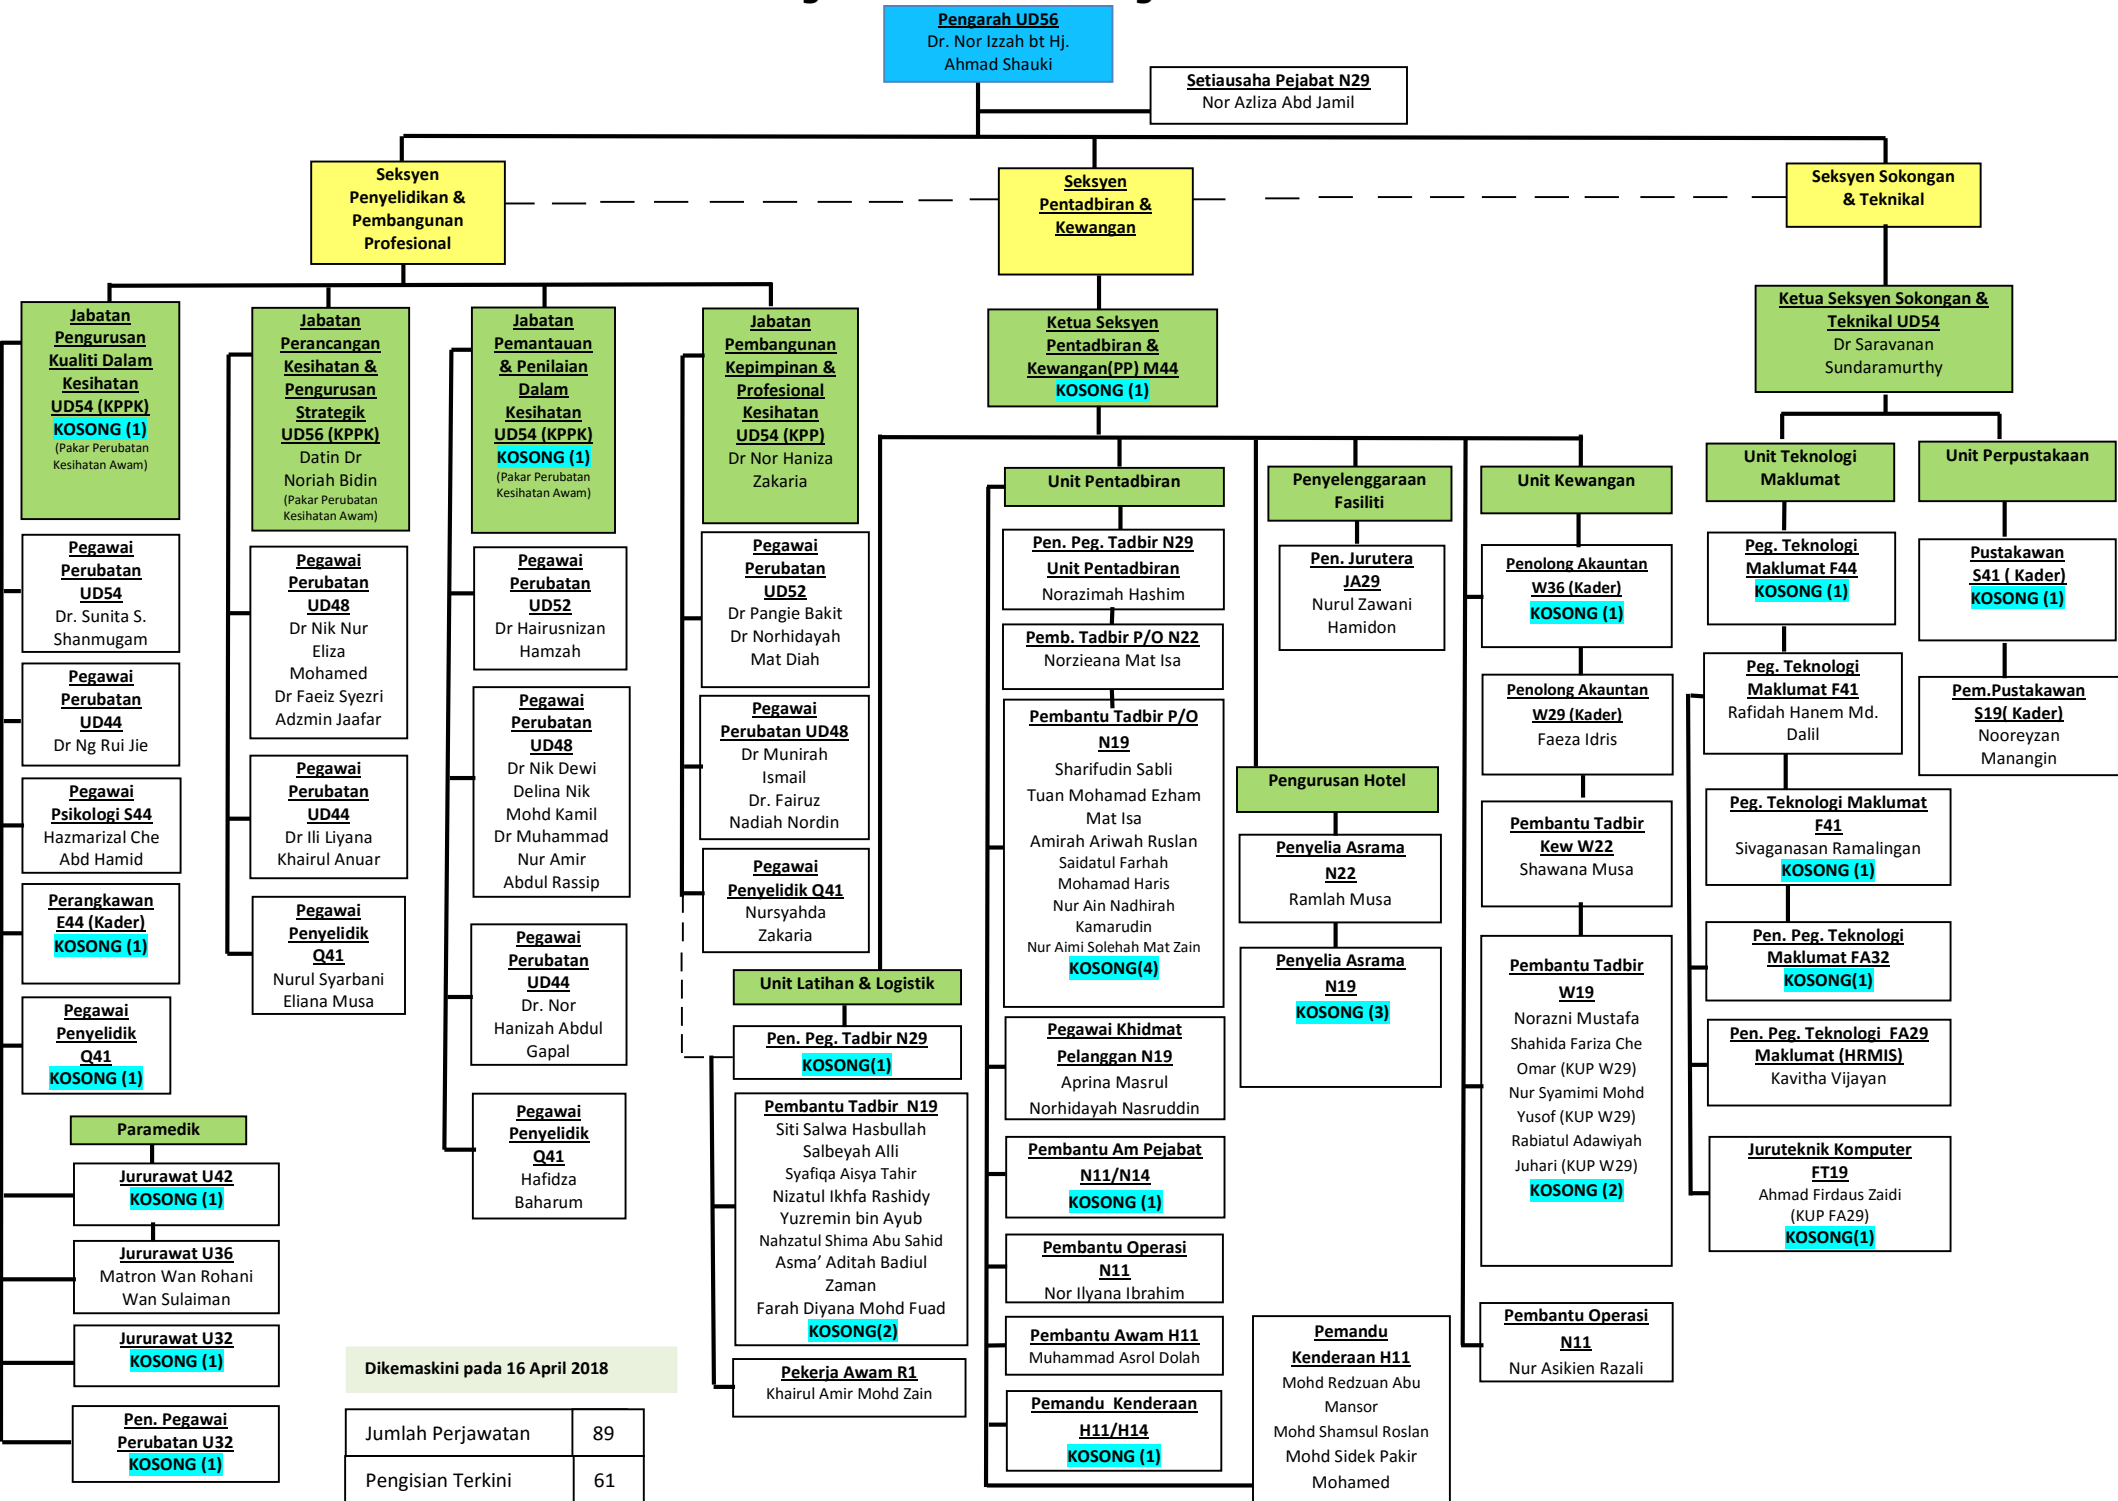 Pengarah UD56
Dr. Nor Izzah bt Hj.
Ahmad Shauki
Setiausaha Pejabat N29
Nor Azliza Abd Jamil
Seksyen
Penyelidikan &
Pembangunan
Profesional
Seksyen
Pentadbiran &
Kewangan
Seksyen Sokongan
& Teknikal
Jabatan
Pengurusan
Kualiti Dalam
Kesihatan
UD54 (KPPK)
KOSONG (1)
(Pakar Perubatan
Kesihatan Awam)
Pegawai
Perubatan
UD54
Dr. Sunita S.
Shanmugam
Pegawai
Perubatan
UD44
Dr Ng Rui Jie
Pegawai
Psikologi S44
Hazmarizal Che
Abd Hamid
Perangkawan
E44 (Kader)
KOSONG (1)
Pegawai
Penyelidik
Q41
KOSONG (1)
Paramedik
Jururawat U42
KOSONG (1)
Jururawat U36
Matron Wan Rohani
Wan Sulaiman
Jururawat U32
KOSONG (1)
Pen. Pegawai
Perubatan U32
KOSONG (1)
Jabatan
Perancangan
Kesihatan &
Pengurusan
Strategik
UD56 (KPPK)
Datin Dr
Noriah Bidin
(Pakar Perubatan
Kesihatan Awam)
Pegawai
Perubatan
UD48
Dr Nik Nur
Eliza
Mohamed
Dr Faeiz Syezri
Adzmin Jaafar
Pegawai
Perubatan
UD44
Dr Ili Liyana
Khairul Anuar
Pegawai
Penyelidik
Q41
Nurul Syarbani
Eliana Musa
Jabatan
Pemantauan
& Penilaian
Dalam
Kesihatan
UD54 (KPPK)
KOSONG (1)
(Pakar Perubatan
Kesihatan Awam)
Pegawai
Perubatan
UD52
Dr Hairusnizan
Hamzah
Pegawai
Perubatan
UD48
Dr Nik Dewi
Delina Nik
Mohd Kamil
Dr Muhammad
Nur Amir
Abdul Rassip
Pegawai
Perubatan
UD44
Dr. Nor
Hanizah Abdul
Gapal
Pegawai
Penyelidik
Q41
Hafidza
Baharum
Jabatan
Pembangunan
Kepimpinan &
Profesional
Kesihatan
UD54 (KPP)
Dr Nor Haniza
Zakaria
Pegawai
Perubatan
UD52
Dr Pangie Bakit
Dr Norhidayah
Mat Diah
Pegawai
Perubatan UD48
Dr Munirah
Ismail
Dr. Fairuz
Nadiah Nordin
Pegawai
Penyelidik Q41
Nursyahda
Zakaria
Ketua Seksyen
Pentadbiran &
Kewangan(PP) M44
KOSONG (1)
Unit Latihan & Logistik
Pen. Peg. Tadbir N29
KOSONG(1)
Pembantu Tadbir N19
Siti Salwa Hasbullah
Salbeyah Alli
Syafiqa Aisya Tahir
Nizatul Ikhfa Rashidy
Yuzremin bin Ayub
Nahzatul Shima Abu Sahid
Asma’ Aditah Badiul
Zaman
Farah Diyana Mohd Fuad
KOSONG(2)
Pekerja Awam R1
Khairul Amir Mohd Zain
Unit Pentadbiran
Pen. Peg. Tadbir N29
Unit Pentadbiran
Norazimah Hashim
Pemb. Tadbir P/O N22
Norzieana Mat Isa
Pembantu Tadbir P/O
N19
Sharifudin Sabli
Tuan Mohamad Ezham
Mat Isa
Amirah Ariwah Ruslan
Saidatul Farhah
Mohamad Haris
Nur Ain Nadhirah
Kamarudin
Nur Aimi Solehah Mat Zain
KOSONG(4)
Pegawai Khidmat
Pelanggan N19
Aprina Masrul
Norhidayah Nasruddin
Pembantu Am Pejabat
N11/N14
KOSONG (1)
Pembantu Operasi
N11
Nor Ilyana Ibrahim
Pembantu Awam H11
Muhammad Asrol Dolah
Pemandu Kenderaan
H11/H14
KOSONG (1)
Pemandu
Kenderaan H11
Mohd Redzuan Abu
Mansor
Mohd Shamsul Roslan
Mohd Sidek Pakir
Mohamed
Penyelenggaraan
Fasiliti
Pen. Jurutera
JA29
Nurul Zawani
Hamidon
Pengurusan Hotel
Penyelia Asrama
N22
Ramlah Musa
Penyelia Asrama
N19
KOSONG (3)
Unit Kewangan
Penolong Akauntan
W36 (Kader)
KOSONG (1)
Penolong Akauntan
W29 (Kader)
Faeza Idris
Pembantu Tadbir
Kew W22
Shawana Musa
Pembantu Tadbir
W19
Norazni Mustafa
Shahida Fariza Che
Omar (KUP W29)
Nur Syamimi Mohd
Yusof (KUP W29)
Rabiatul Adawiyah
Juhari (KUP W29)
KOSONG (2)
Pembantu Operasi
N11
Nur Asikien Razali
Ketua Seksyen Sokongan &
Teknikal UD54
Dr Saravanan
Sundaramurthy
Unit Teknologi
Maklumat
Peg. Teknologi
Maklumat F44
KOSONG (1)
Peg. Teknologi
Maklumat F41
Rafidah Hanem Md.
Dalil
Peg. Teknologi Maklumat
F41
Sivaganasan Ramalingan
KOSONG (1)
Pen. Peg. Teknologi
Maklumat FA32
KOSONG(1)
Pen. Peg. Teknologi FA29
Maklumat (HRMIS)
Kavitha Vijayan
Juruteknik Komputer
FT19
Ahmad Firdaus Zaidi
(KUP FA29)
KOSONG(1)
Unit Perpustakaan
Pustakawan
S41 ( Kader)
KOSONG (1)
Pem.Pustakawan
S19( Kader)
Nooreyzan
Manangin
Dikemaskini pada 16 April 2018
Jumlah Perjawatan 89
Pengisian Terkini 61